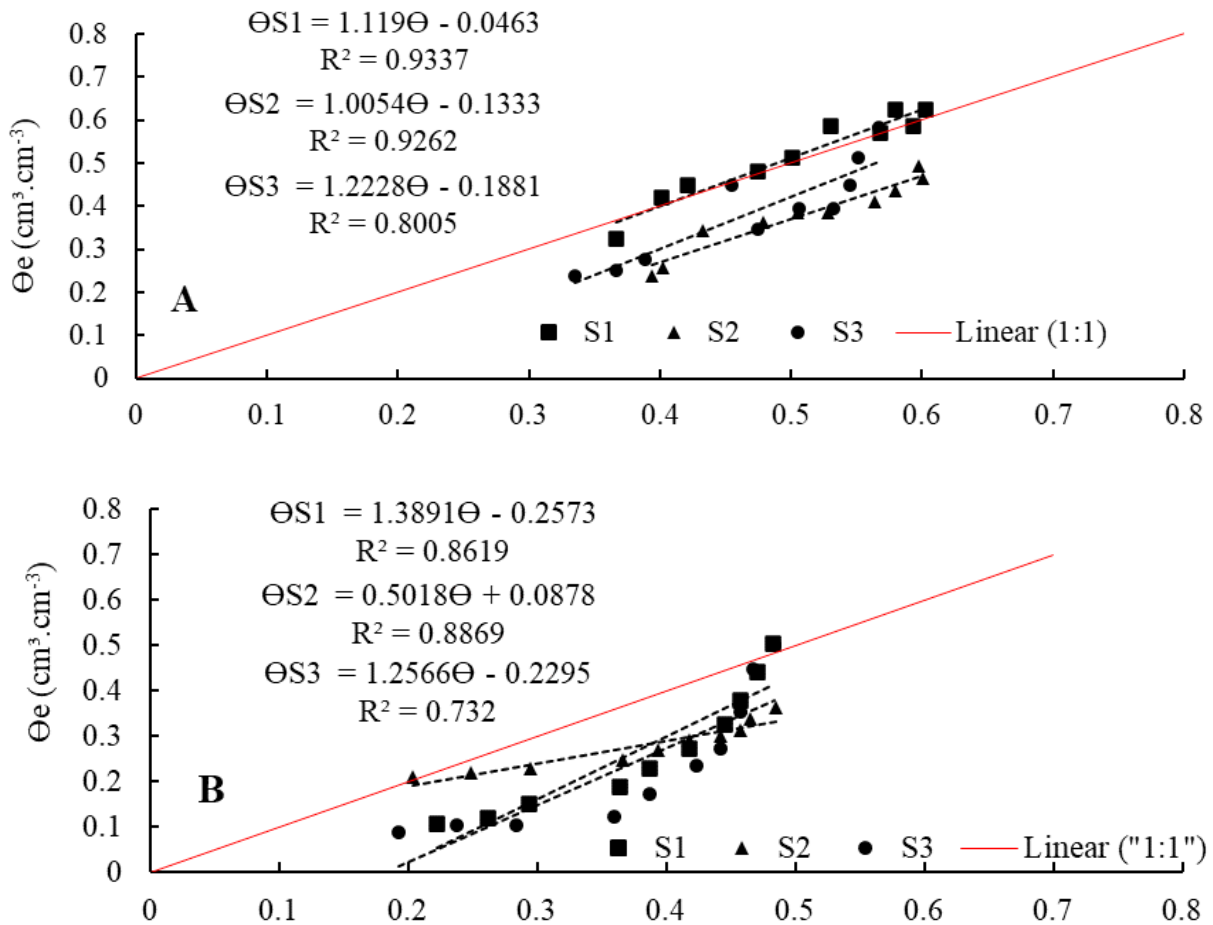 ϴS1 = 1.119ϴ - 0.0463
R² = 0.9337
ϴS2 = 1.0054ϴ - 0.1333
R² = 0.9262
ϴS3 = 1.2228ϴ - 0.1881
R² = 0.8005
ϴe (cm³.cm⁻³)
0.8
0.7
0.6
0.5
0.4
0.3
0.2
0.1
0
A
S1 S2 S3 Linear (1:1)
0 0.1 0.2 0.3 0.4 0.5 0.6 0.7 0.8
ϴS1 = 1.3891ϴ - 0.2573
R² = 0.8619
ϴS2 = 0.5018ϴ + 0.0878
R² = 0.8869
ϴS3 = 1.2566ϴ - 0.2295
R² = 0.732
ϴe (cm³.cm⁻³)
0.8
0.7
0.6
0.5
0.4
0.3
0.2
0.1
0
B
S1 S2 S3 Linear ("1:1")
0 0.1 0.2 0.3 0.4 0.5 0.6 0.7 0.8